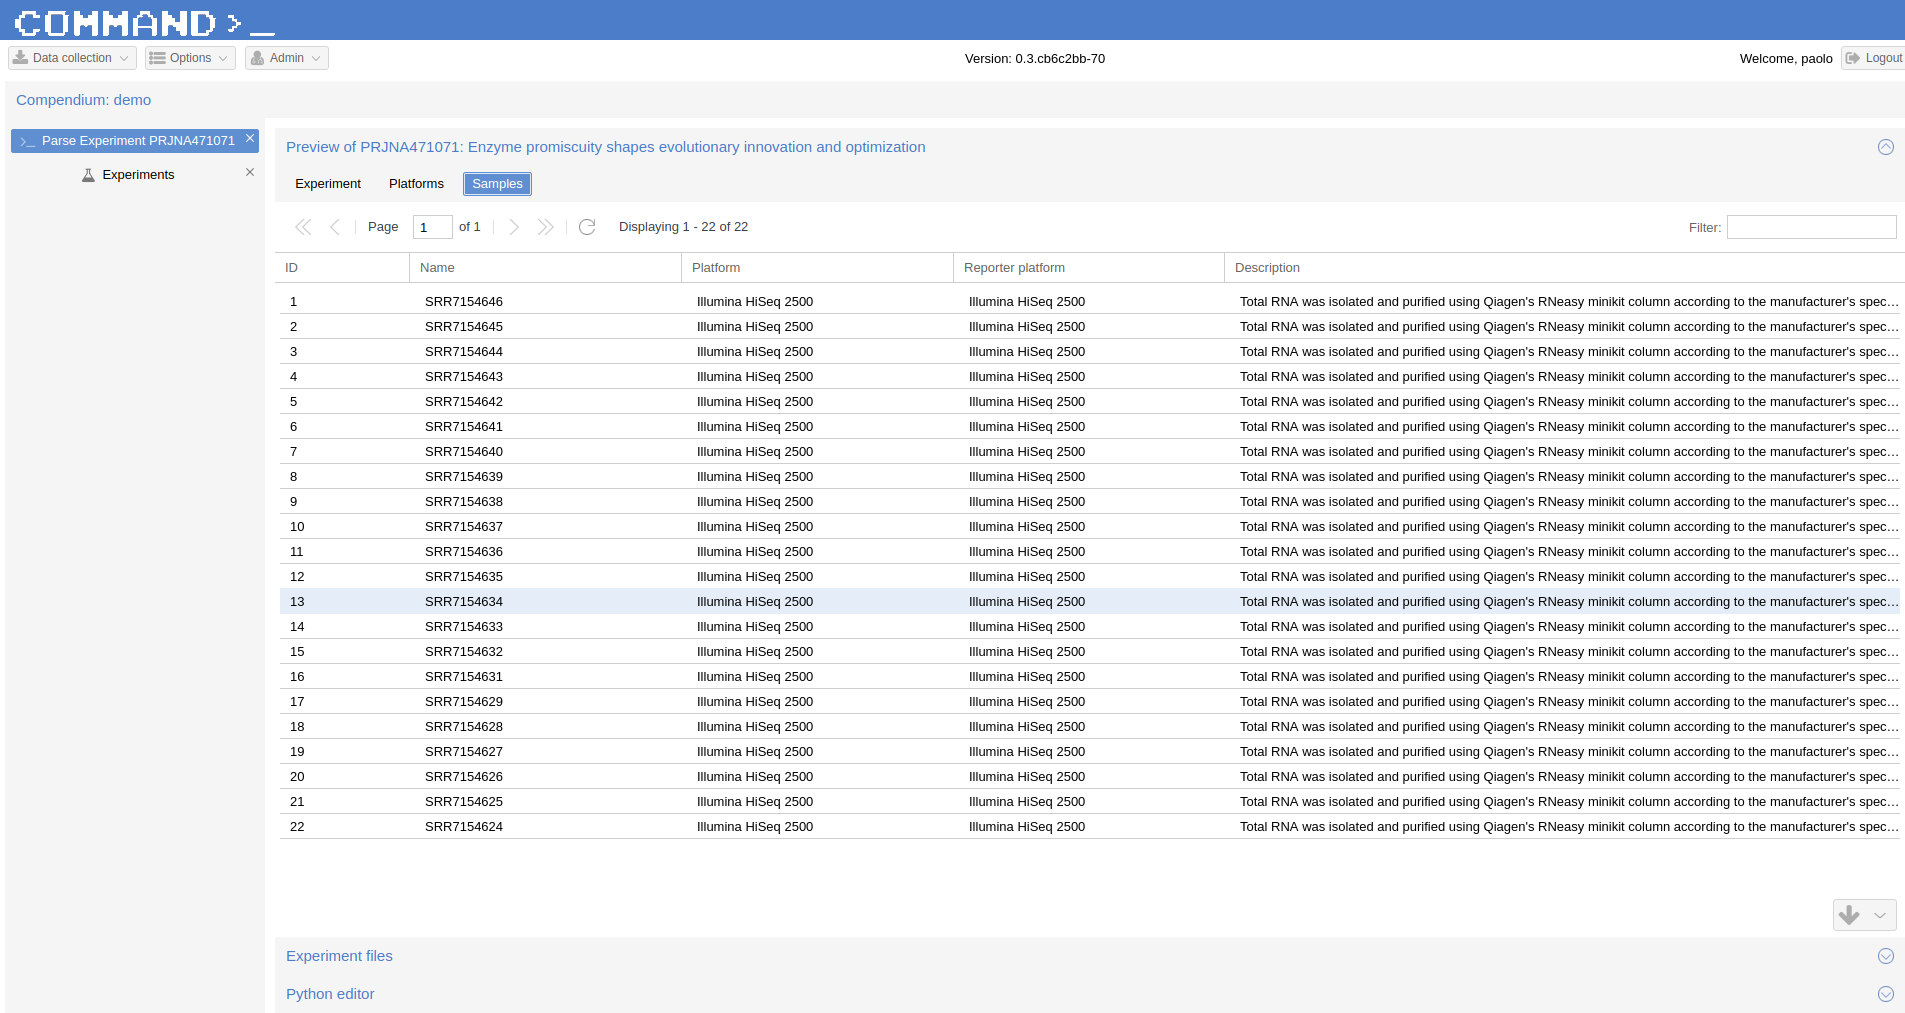 COMMAND>_
Data collection Options Admin Version: 0.3.cb6c2bb-70 Welcome, paolo Logout
Compendium: demo
Parse Experiment PRJNA471071
Experiments
Preview of PRJNA471071: Enzyme promiscuity shapes evolutionary innovation and optimization
Experiment Platforms Samples
Page 1 of 1 Displaying 1 - 22 of 22 Filter:
ID Name Platform Reporter platform Description
1 SRR7154646 Illumina HiSeq 2500 Illumina HiSeq 2500 Total RNA was isolated and purified using Qiagen's RNeasy minikit column according to the manufacturer's spec…
2 SRR7154645 Illumina HiSeq 2500 Illumina HiSeq 2500 Total RNA was isolated and purified using Qiagen's RNeasy minikit column according to the manufacturer's spec…
3 SRR7154644 Illumina HiSeq 2500 Illumina HiSeq 2500 Total RNA was isolated and purified using Qiagen's RNeasy minikit column according to the manufacturer's spec…
4 SRR7154643 Illumina HiSeq 2500 Illumina HiSeq 2500 Total RNA was isolated and purified using Qiagen's RNeasy minikit column according to the manufacturer's spec…
5 SRR7154642 Illumina HiSeq 2500 Illumina HiSeq 2500 Total RNA was isolated and purified using Qiagen's RNeasy minikit column according to the manufacturer's spec…
6 SRR7154641 Illumina HiSeq 2500 Illumina HiSeq 2500 Total RNA was isolated and purified using Qiagen's RNeasy minikit column according to the manufacturer's spec…
7 SRR7154640 Illumina HiSeq 2500 Illumina HiSeq 2500 Total RNA was isolated and purified using Qiagen's RNeasy minikit column according to the manufacturer's spec…
8 SRR7154639 Illumina HiSeq 2500 Illumina HiSeq 2500 Total RNA was isolated and purified using Qiagen's RNeasy minikit column according to the manufacturer's spec…
9 SRR7154638 Illumina HiSeq 2500 Illumina HiSeq 2500 Total RNA was isolated and purified using Qiagen's RNeasy minikit column according to the manufacturer's spec…
10 SRR7154637 Illumina HiSeq 2500 Illumina HiSeq 2500 Total RNA was isolated and purified using Qiagen's RNeasy minikit column according to the manufacturer's spec…
11 SRR7154636 Illumina HiSeq 2500 Illumina HiSeq 2500 Total RNA was isolated and purified using Qiagen's RNeasy minikit column according to the manufacturer's spec…
12 SRR7154635 Illumina HiSeq 2500 Illumina HiSeq 2500 Total RNA was isolated and purified using Qiagen's RNeasy minikit column according to the manufacturer's spec…
13 SRR7154634 Illumina HiSeq 2500 Illumina HiSeq 2500 Total RNA was isolated and purified using Qiagen's RNeasy minikit column according to the manufacturer's spec…
14 SRR7154633 Illumina HiSeq 2500 Illumina HiSeq 2500 Total RNA was isolated and purified using Qiagen's RNeasy minikit column according to the manufacturer's spec…
15 SRR7154632 Illumina HiSeq 2500 Illumina HiSeq 2500 Total RNA was isolated and purified using Qiagen's RNeasy minikit column according to the manufacturer's spec…
16 SRR7154631 Illumina HiSeq 2500 Illumina HiSeq 2500 Total RNA was isolated and purified using Qiagen's RNeasy minikit column according to the manufacturer's spec…
17 SRR7154629 Illumina HiSeq 2500 Illumina HiSeq 2500 Total RNA was isolated and purified using Qiagen's RNeasy minikit column according to the manufacturer's spec…
18 SRR7154628 Illumina HiSeq 2500 Illumina HiSeq 2500 Total RNA was isolated and purified using Qiagen's RNeasy minikit column according to the manufacturer's spec…
19 SRR7154627 Illumina HiSeq 2500 Illumina HiSeq 2500 Total RNA was isolated and purified using Qiagen's RNeasy minikit column according to the manufacturer's spec…
20 SRR7154626 Illumina HiSeq 2500 Illumina HiSeq 2500 Total RNA was isolated and purified using Qiagen's RNeasy minikit column according to the manufacturer's spec…
21 SRR7154625 Illumina HiSeq 2500 Illumina HiSeq 2500 Total RNA was isolated and purified using Qiagen's RNeasy minikit column according to the manufacturer's spec…
22 SRR7154624 Illumina HiSeq 2500 Illumina HiSeq 2500 Total RNA was isolated and purified using Qiagen's RNeasy minikit column according to the manufacturer's spec…
Experiment files
Python editor